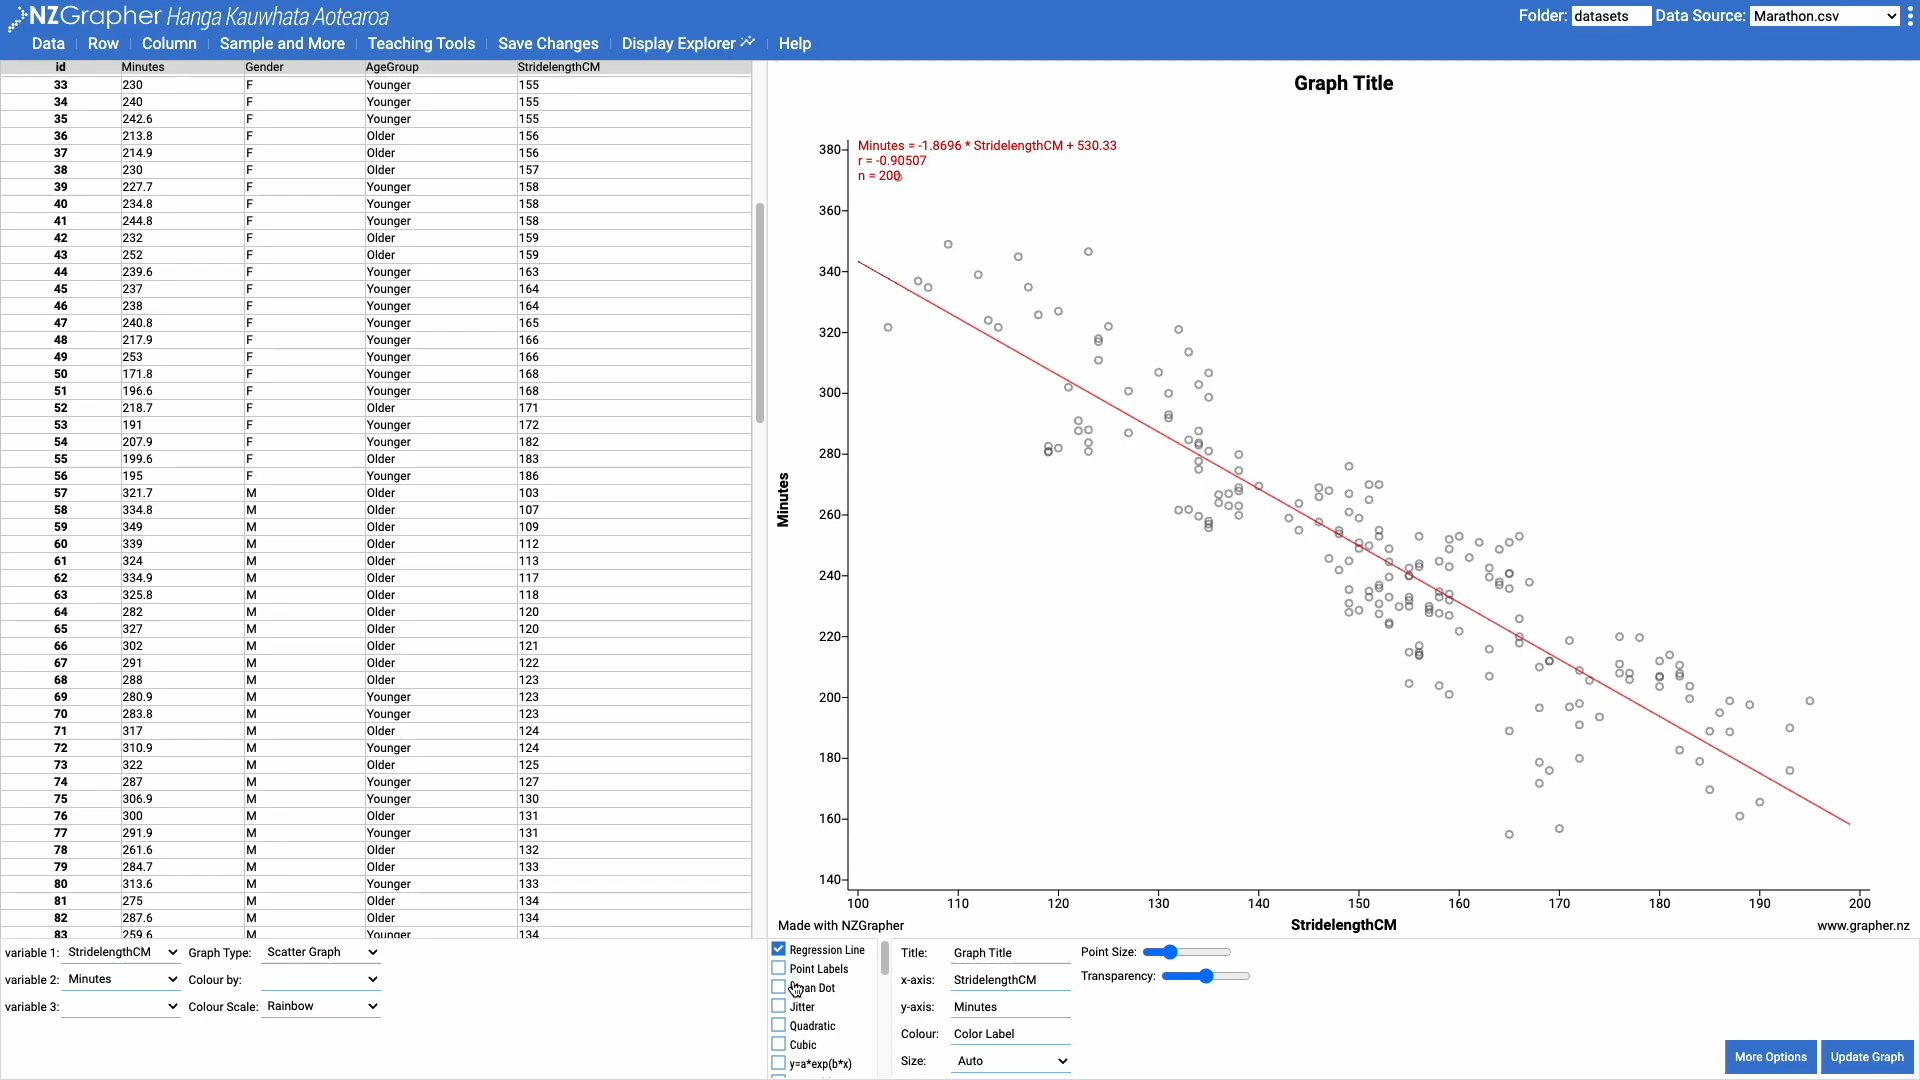 NZGrapher Hanga Kauwhata Aotearoa
Folder: datasets Data Source: Marathon.csv
Data Row Column Sample and More Teaching Tools Save Changes Display Explorer Help
id Minutes Gender AgeGroup StridelengthCM
33 230 F Younger 155
34 240 F Younger 155
35 242.6 F Younger 155
36 213.8 F Older 156
37 214.9 F Older 156
38 230 F Older 157
39 227.7 F Younger 158
40 234.8 F Younger 158
41 244.8 F Younger 158
42 232 F Older 159
43 252 F Older 159
44 239.6 F Younger 163
45 237 F Younger 164
46 238 F Younger 164
47 240.8 F Younger 165
48 217.9 F Younger 166
49 253 F Younger 166
50 171.8 F Younger 168
51 196.6 F Younger 168
52 218.7 F Older 171
53 191 F Younger 172
54 207.9 F Younger 182
55 199.6 F Older 183
56 195 F Younger 186
57 321.7 M Older 103
58 334.8 M Older 107
59 349 M Older 109
60 339 M Older 112
61 324 M Older 113
62 334.9 M Older 117
63 325.8 M Older 118
64 282 M Older 120
65 327 M Older 120
66 302 M Older 121
67 291 M Older 122
68 288 M Older 123
69 280.9 M Younger 123
70 283.8 M Younger 123
71 317 M Older 124
72 310.9 M Younger 124
73 322 M Older 125
74 287 M Younger 127
75 306.9 M Younger 130
76 300 M Older 131
77 291.9 M Younger 131
78 261.6 M Older 132
79 284.7 M Older 133
80 313.6 M Younger 133
81 275 M Older 134
82 287.6 M Older 134
83 259.6 M Younger 134
Graph Title
Minutes = -1.8696 * StridelengthCM + 530.33
r = -0.90507
n = 200
380
360
340
320
300
280
260
240
220
200
180
160
140
Minutes
100 110 120 130 140 150 160 170 180 190 200
StridelengthCM
Made with NZGrapher
www.grapher.nz
variable 1: StridelengthCM Graph Type: Scatter Graph
variable 2: Minutes Colour by:
variable 3: Colour Scale: Rainbow
Regression Line
Point Labels
an Dot
Jitter
Quadratic
Cubic
y=a*exp(b*x)
Title: Graph Title
x-axis: StridelengthCM
y-axis: Minutes
Colour: Color Label
Size: Auto
Point Size:
Transparency:
More Options Update Graph